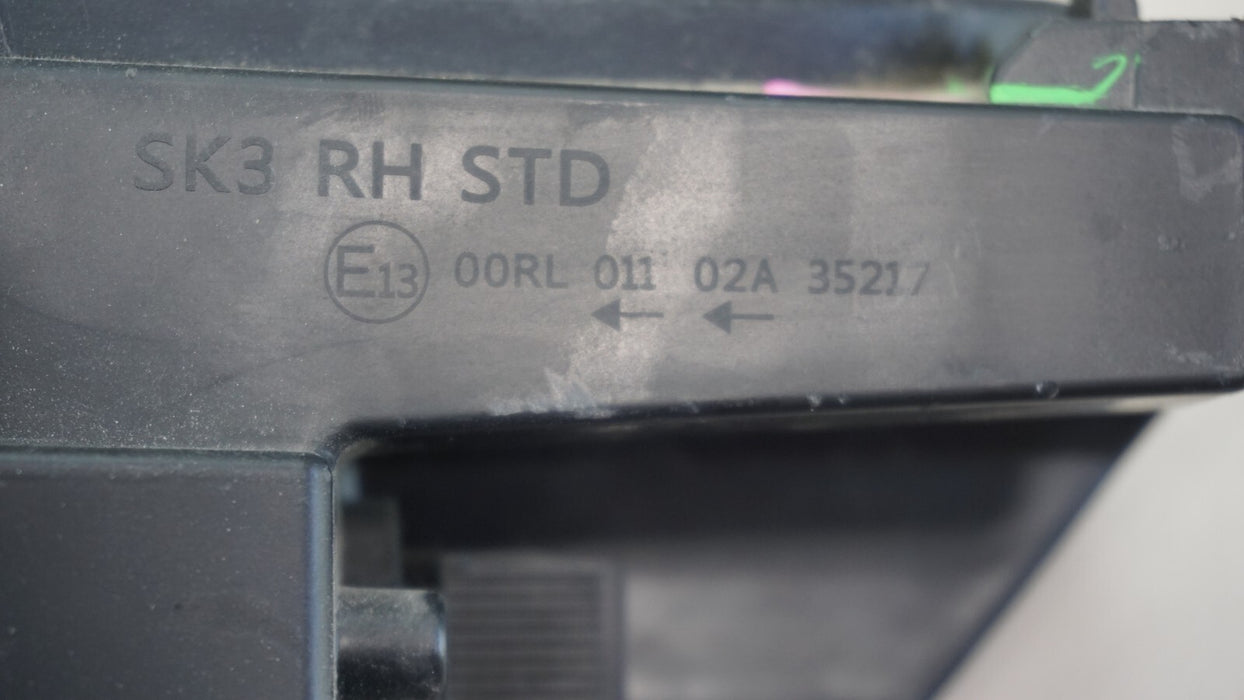 SK3 RH STD
E13 00RL 011 02A 35217
← ←